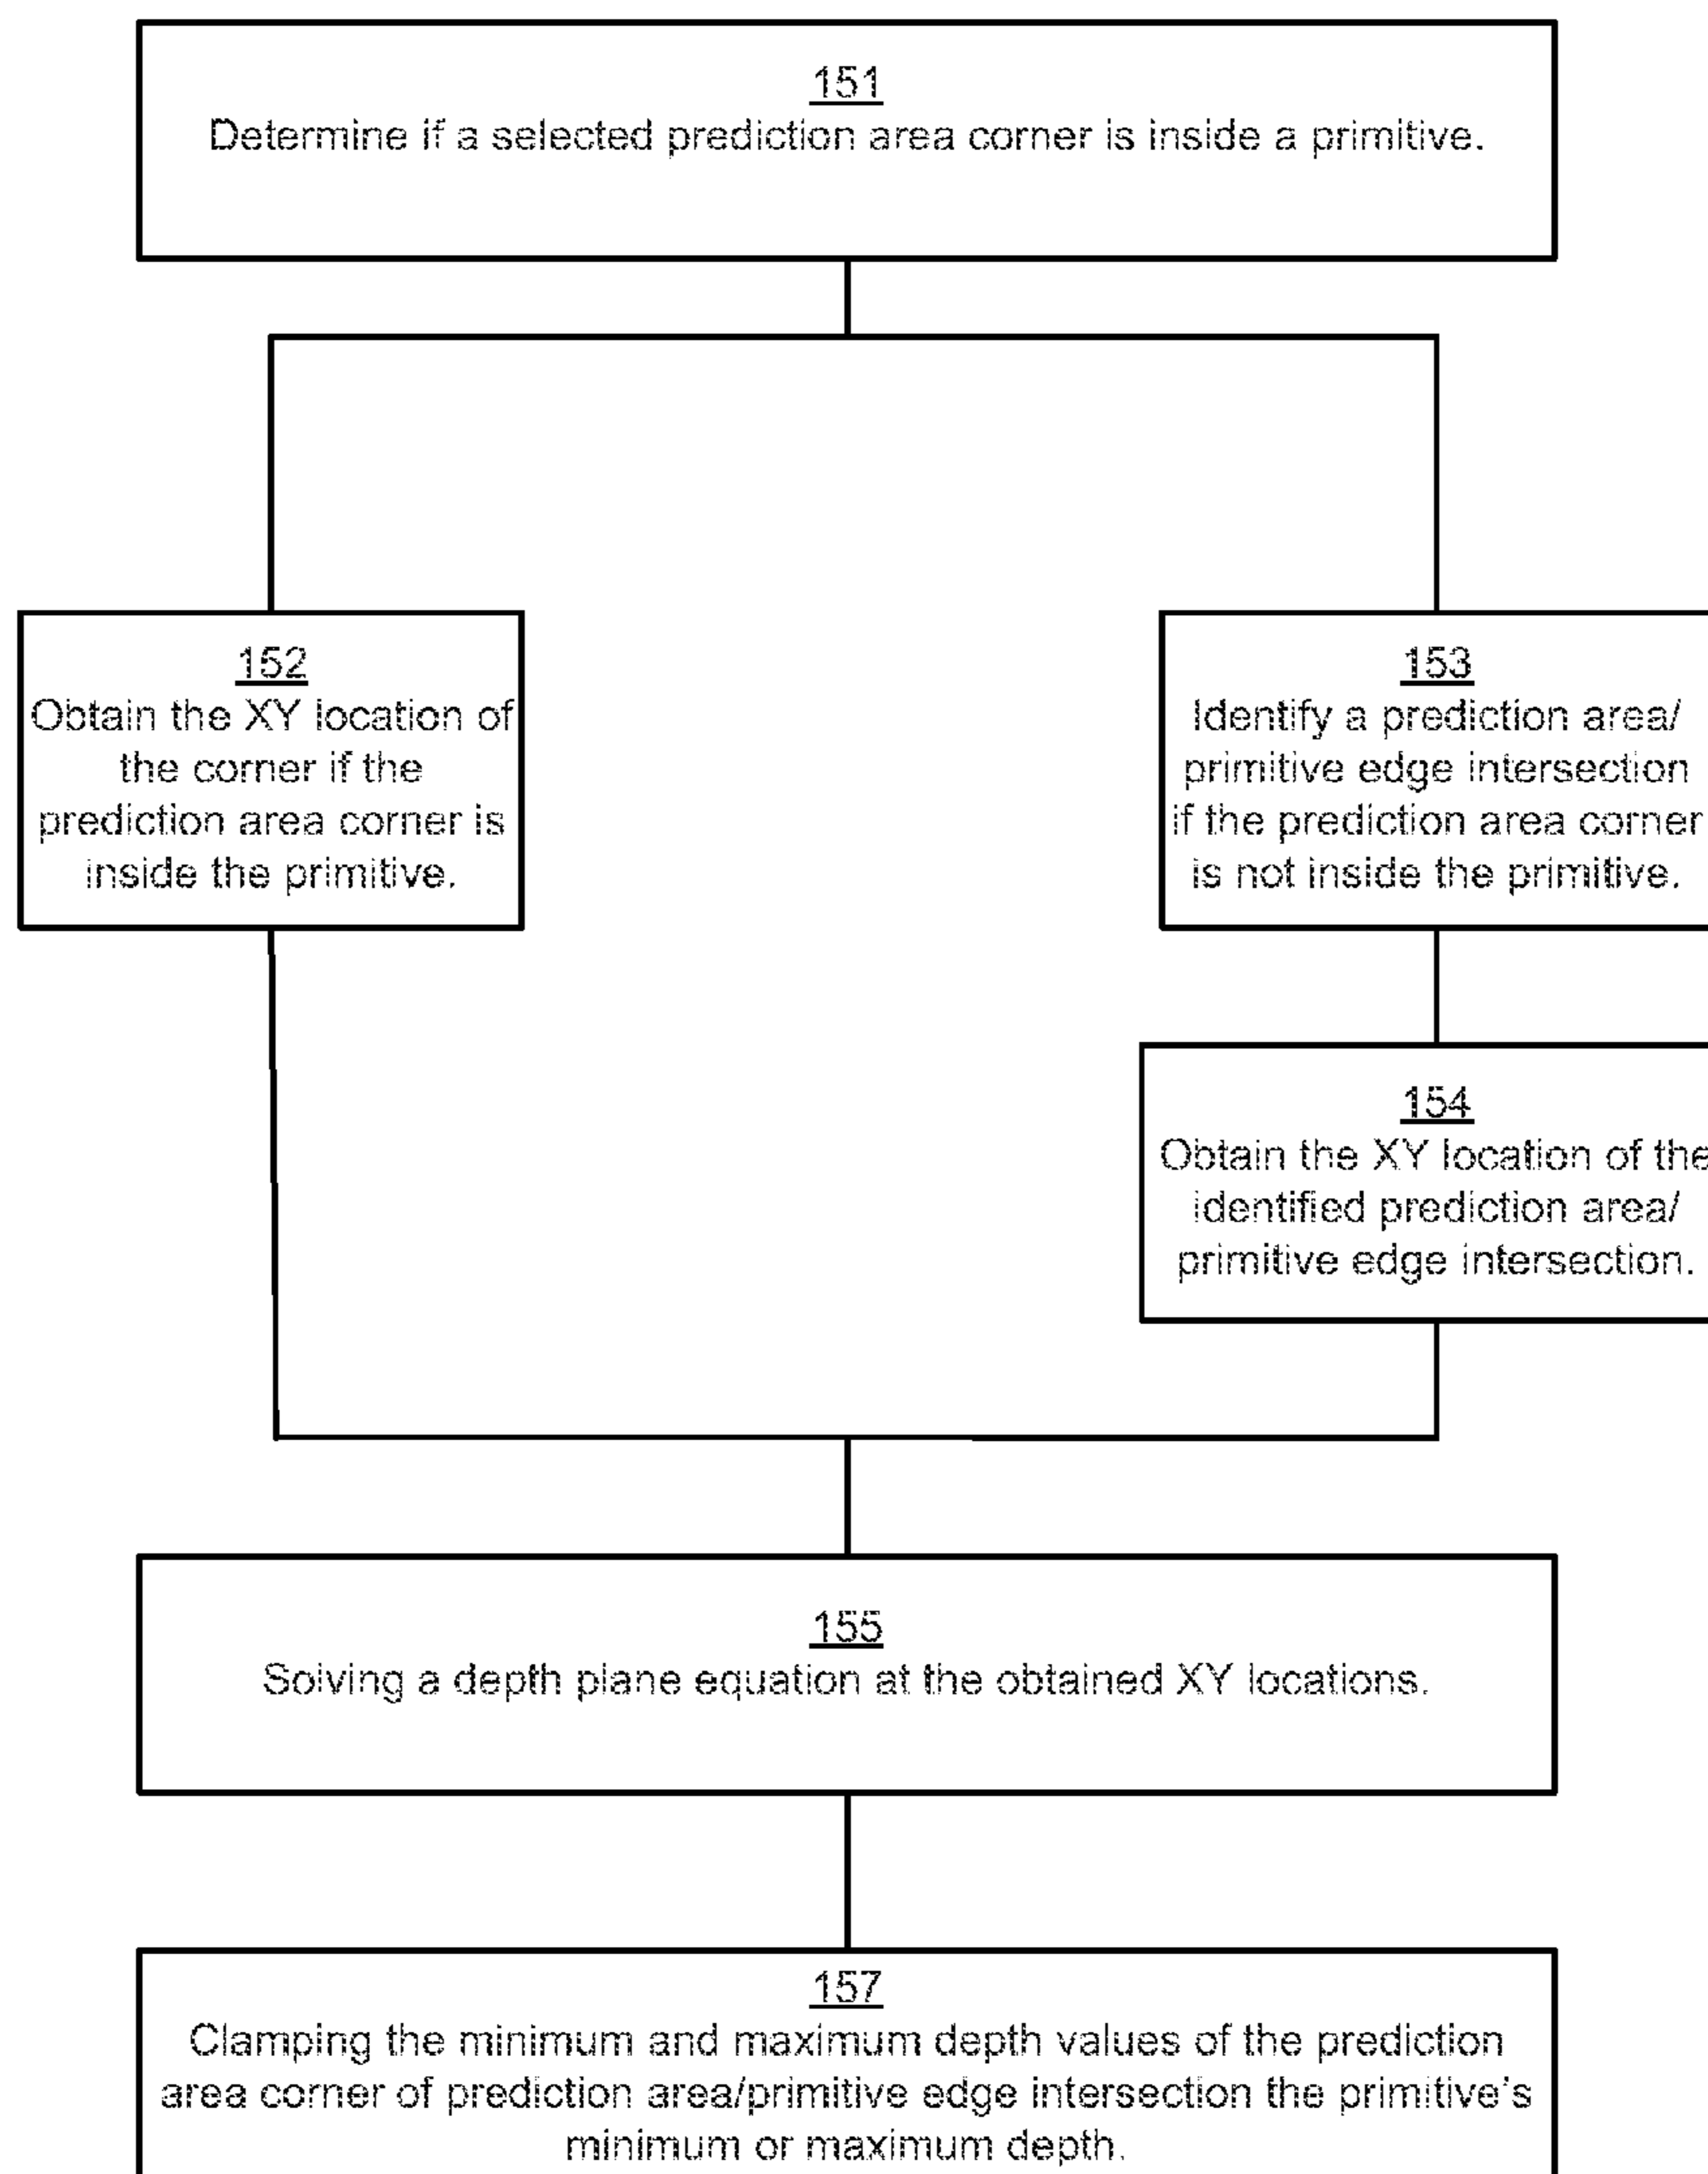 151
Determine if a selected prediction area corner is inside a primitive.
152
Obtain the XY location of
the corner if the
prediction area corner is
inside the primitive.
153
Identify a prediction area/
primitive edge intersection
if the prediction area corner
is not inside the primitive.
154
Obtain the XY location of the
identified prediction area/
primitive edge intersection.
155
Solving a depth plane equation at the obtained XY locations.
157
Clamping the minimum and maximum depth values of the prediction
area corner of prediction area/primitive edge intersection the primitive's
minimum or maximum depth.